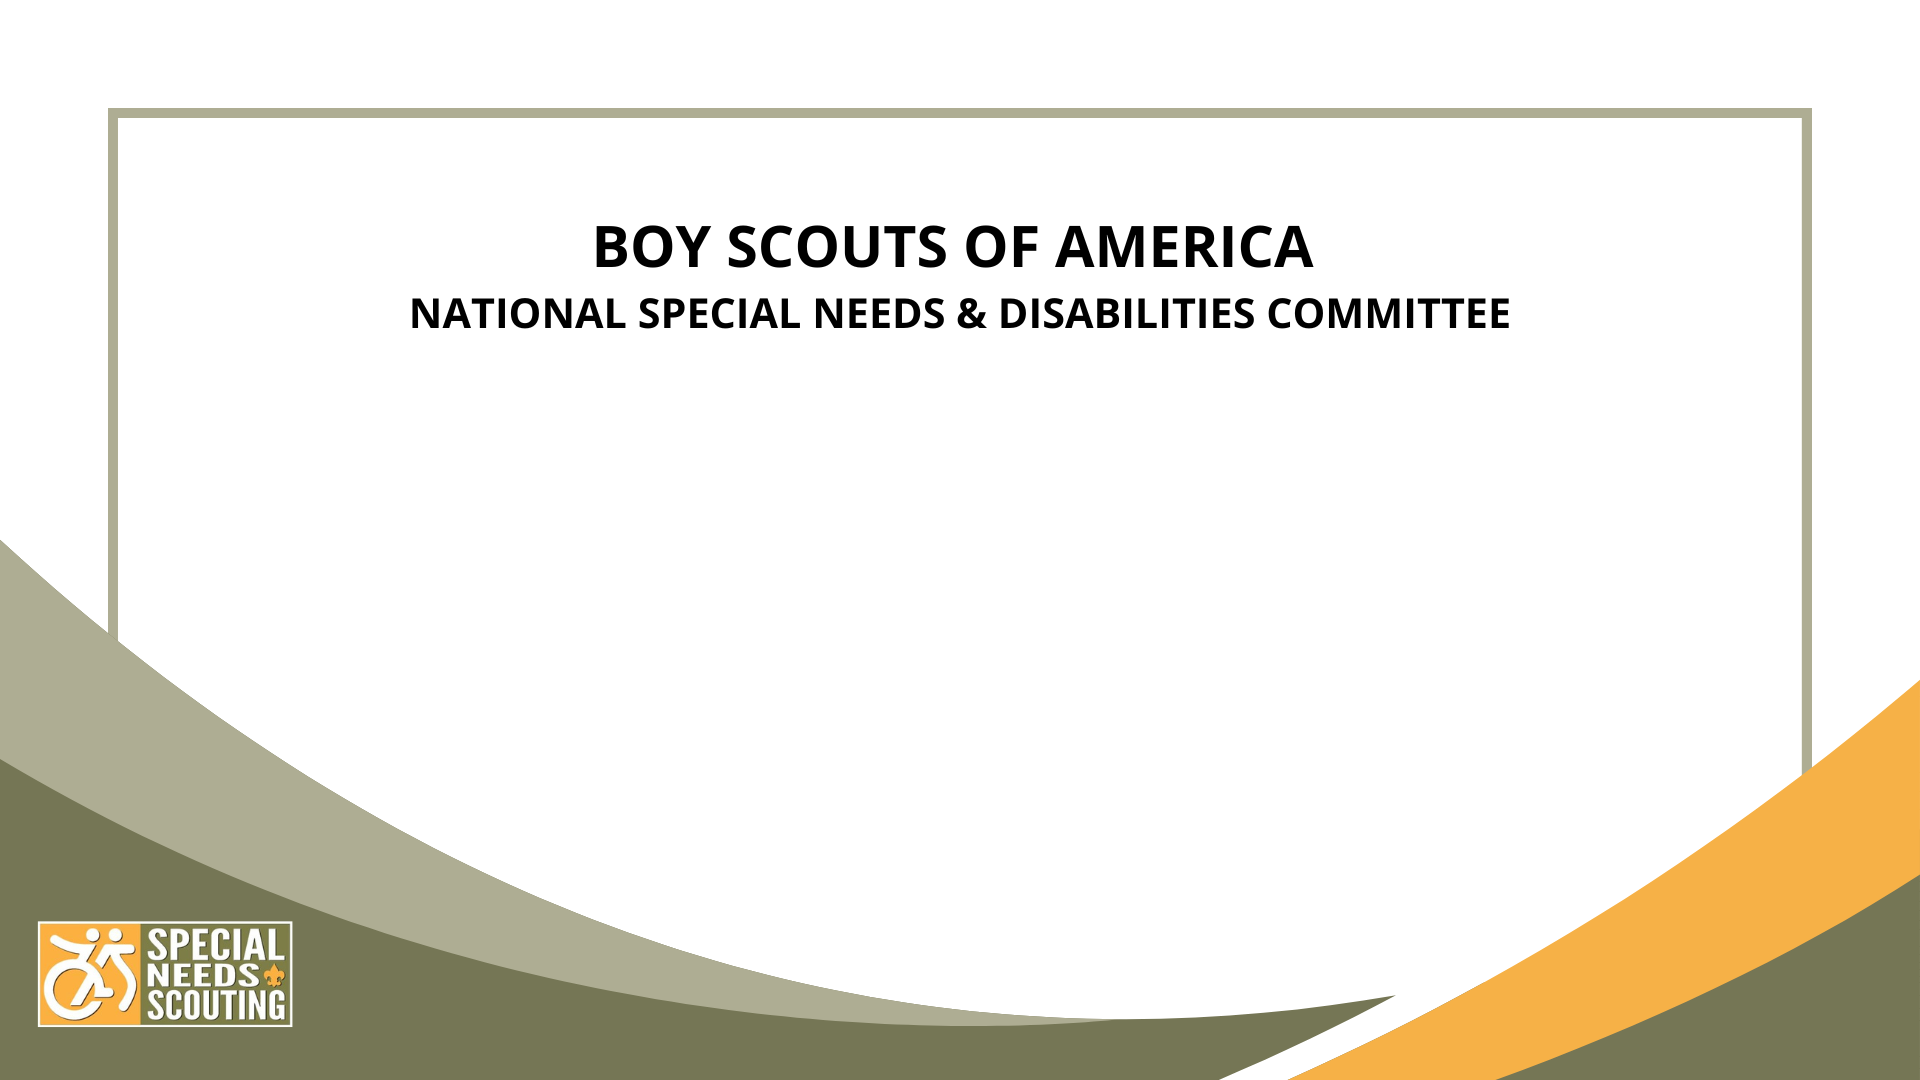 BOY SCOUTS OF AMERICA
NATIONAL SPECIAL NEEDS & DISABILITIES COMMITTEE
SPECIAL
NEEDS
SCOUTING